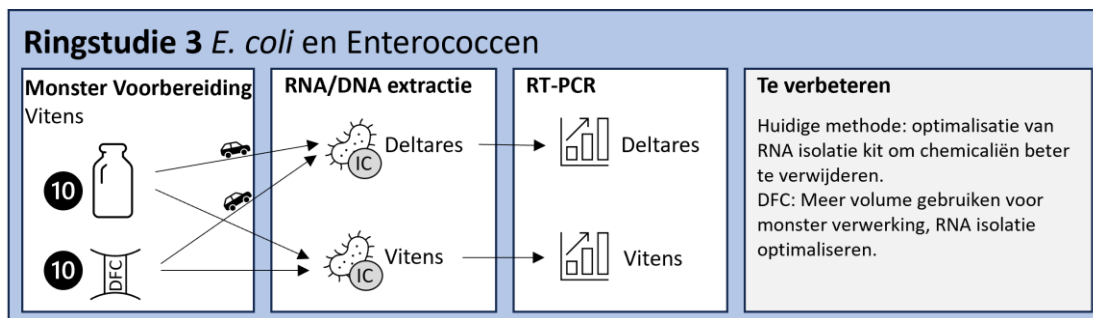 Ringstudie 3 E. coli en Enterococcen
Monster Voorbereiding
Vitens
10
10
DFC
RNA/DNA extractie
IC
Deltares
IC
Vitens
RT-PCR
Deltares
Vitens
Te verbeteren
Huidige methode: optimalisatie van
RNA isolatie kit om chemicaliën beter
te verwijderen.
DFC: Meer volume gebruiken voor
monster verwerking, RNA isolatie
optimaliseren.